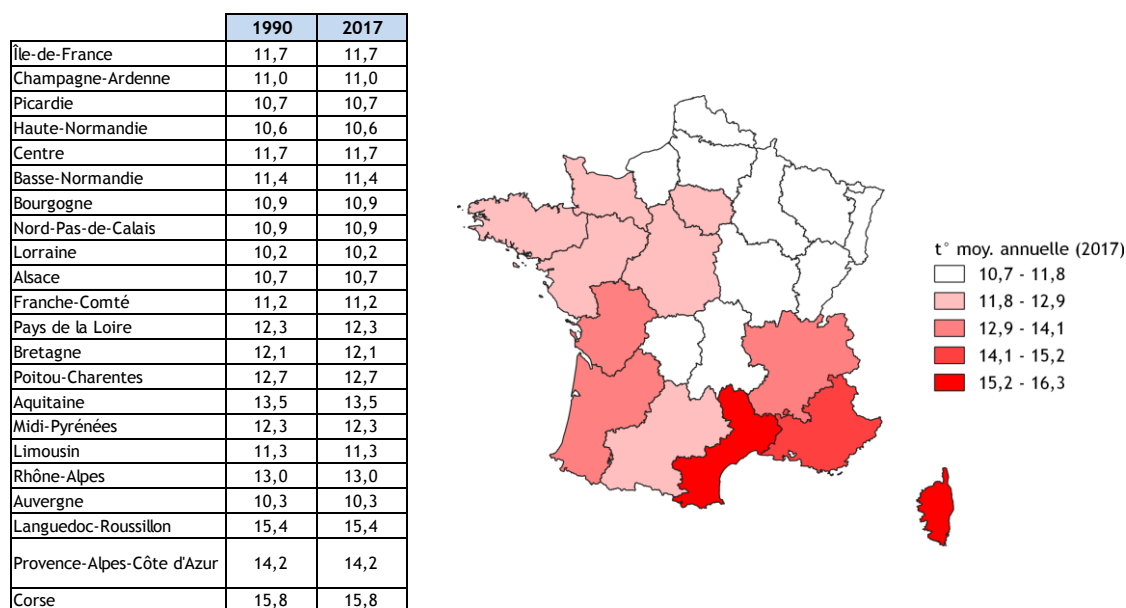 1990 2017
Île-de-France 11,7 11,7
Champagne-Ardenne 11,0 11,0
Picardie 10,7 10,7
Haute-Normandie 10,6 10,6
Centre 11,7 11,7
Basse-Normandie 11,4 11,4
Bourgogne 10,9 10,9
Nord-Pas-de-Calais 10,9 10,9
Lorraine 10,2 10,2
Alsace 10,7 10,7
Franche-Comté 11,2 11,2
Pays de la Loire 12,3 12,3
Bretagne 12,1 12,1
Poitou-Charentes 12,7 12,7
Aquitaine 13,5 13,5
Midi-Pyrénées 12,3 12,3
Limousin 11,3 11,3
Rhône-Alpes 13,0 13,0
Auvergne 10,3 10,3
Languedoc-Roussillon 15,4 15,4
Provence-Alpes-Côte d'Azur 14,2 14,2
Corse 15,8 15,8
t° moy. annuelle (2017)
10,7 - 11,8
11,8 - 12,9
12,9 - 14,1
14,1 - 15,2
15,2 - 16,3